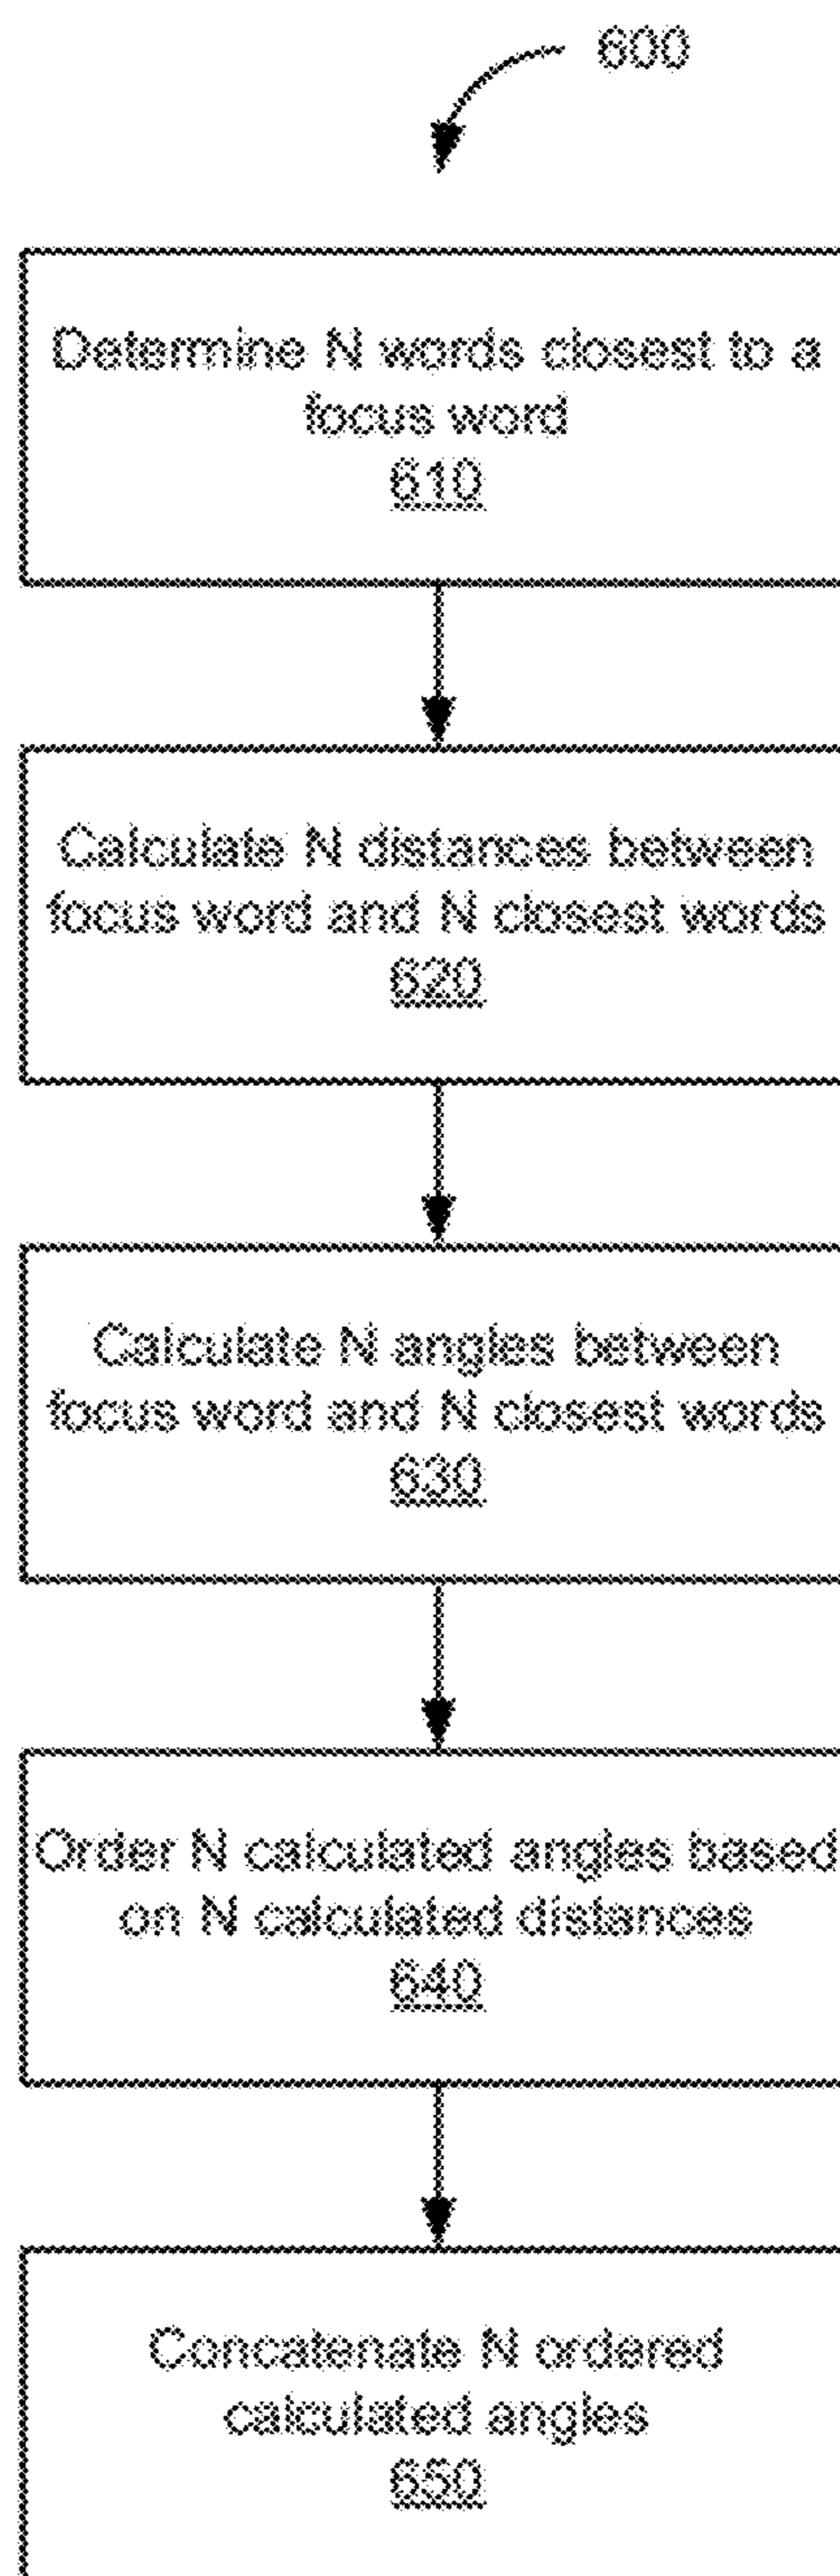 600
Determine N words closest to a
focus word
610
Calculate N distances between
focus word and N closest words
620
Calculate N angles between
focus word and N closest words
630
Order N calculated angles based
on N calculated distances
640
Concatenate N ordered
calculated angles
650